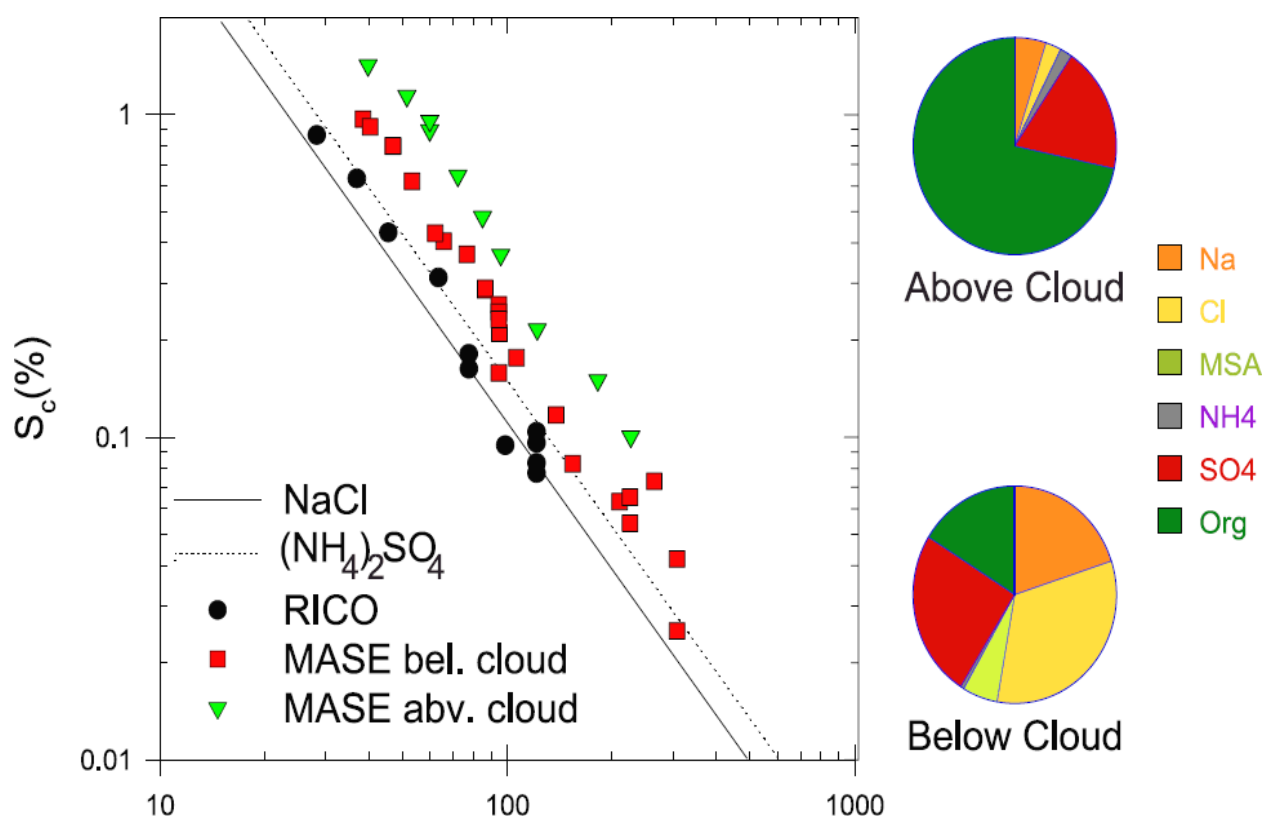 1
0.1
0.01
Sc(%)
10
100
1000
NaCl
(NH4)2SO4
RICO
MASE bel. cloud
MASE abv. cloud
Above Cloud
Na
Cl
MSA
NH4
SO4
Org
Below Cloud